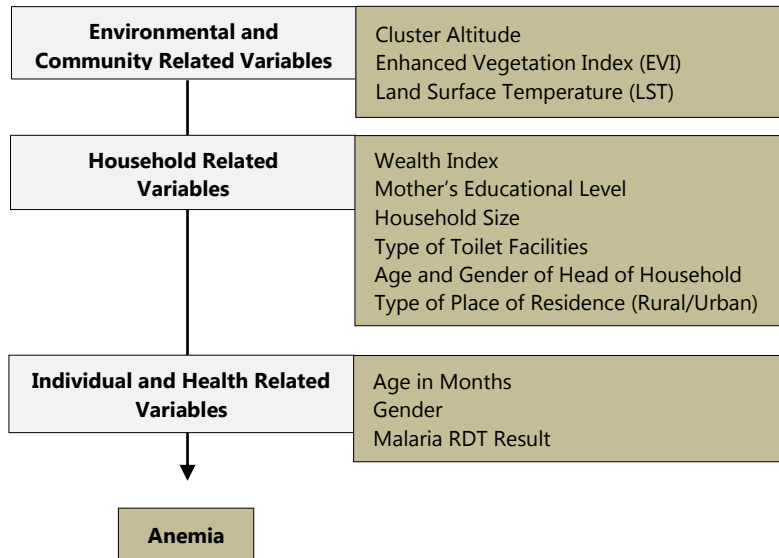 Environmental and
Community Related Variables
Cluster Altitude
Enhanced Vegetation Index (EVI)
Land Surface Temperature (LST)
Household Related
Variables
Wealth Index
Mother’s Educational Level
Household Size
Type of Toilet Facilities
Age and Gender of Head of Household
Type of Place of Residence (Rural/Urban)
Individual and Health Related
Variables
Age in Months
Gender
Malaria RDT Result
Anemia